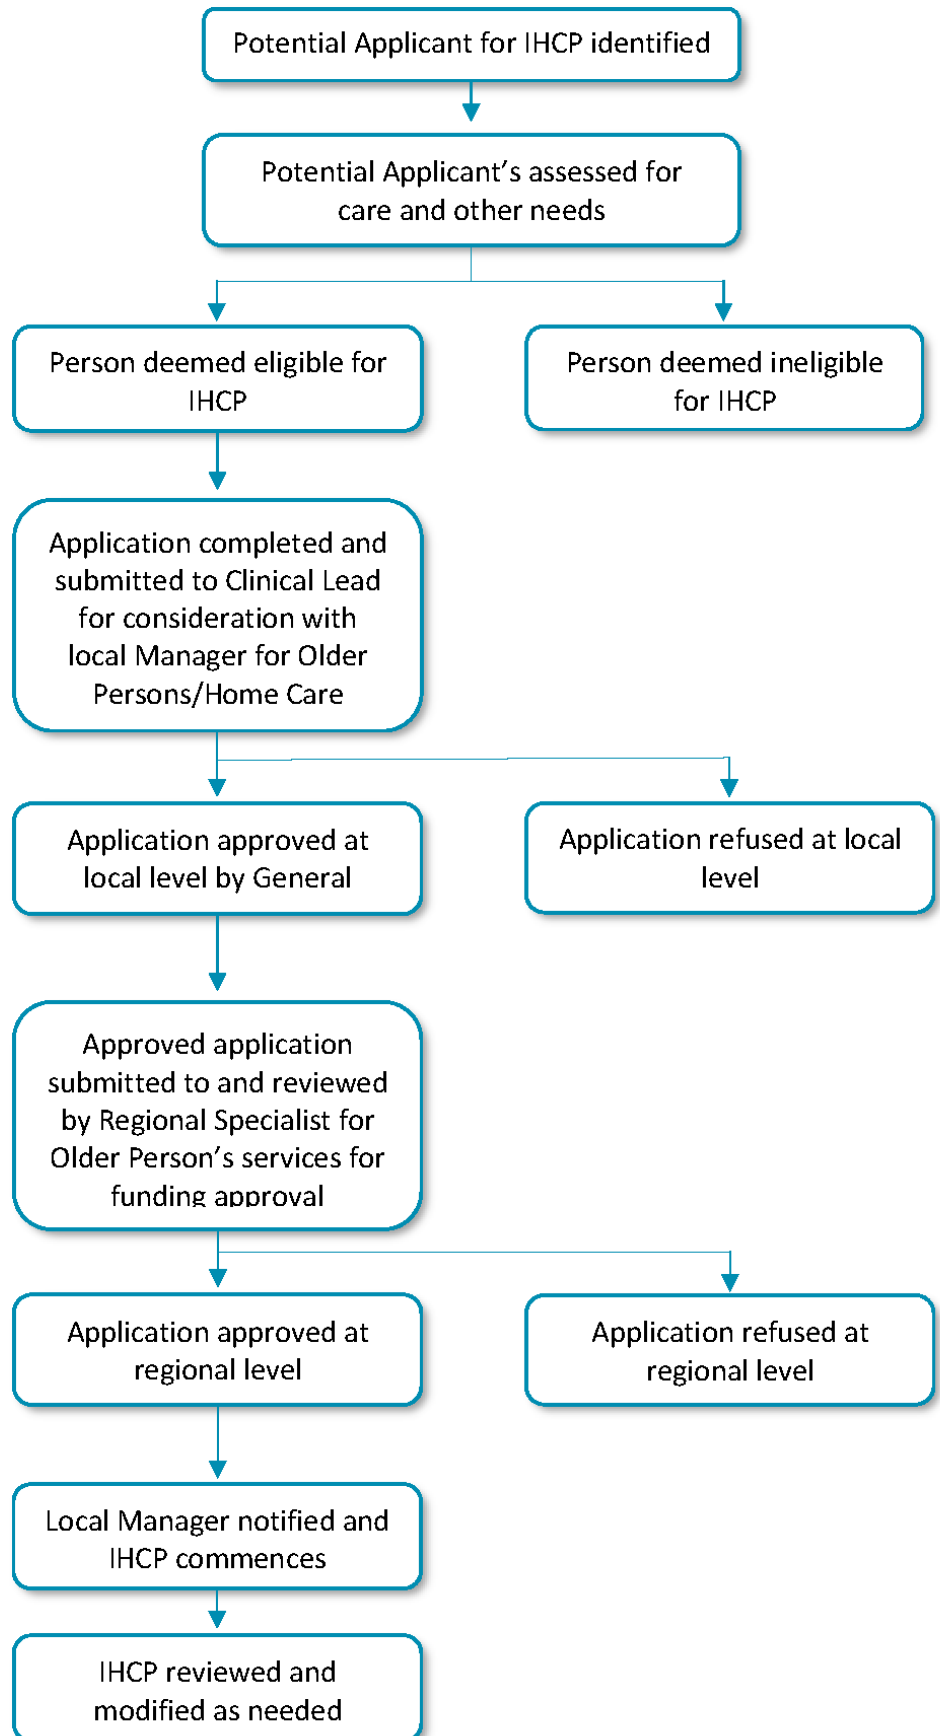 Potential Applicant for IHCP identified
Potential Applicant's assessed for
care and other needs
Person deemed eligible for
IHCP
Person deemed ineligible
for IHCP
Application completed and
submitted to Clinical Lead
for consideration with
local Manager for Older
Persons/Home Care
Application approved at
local level by General
Application refused at local
level
Approved application
submitted to and reviewed
by Regional Specialist for
Older Person's services for
funding approval
Application approved at
regional level
Application refused at
regional level
Local Manager notified and
IHCP commences
IHCP reviewed and
modified as needed